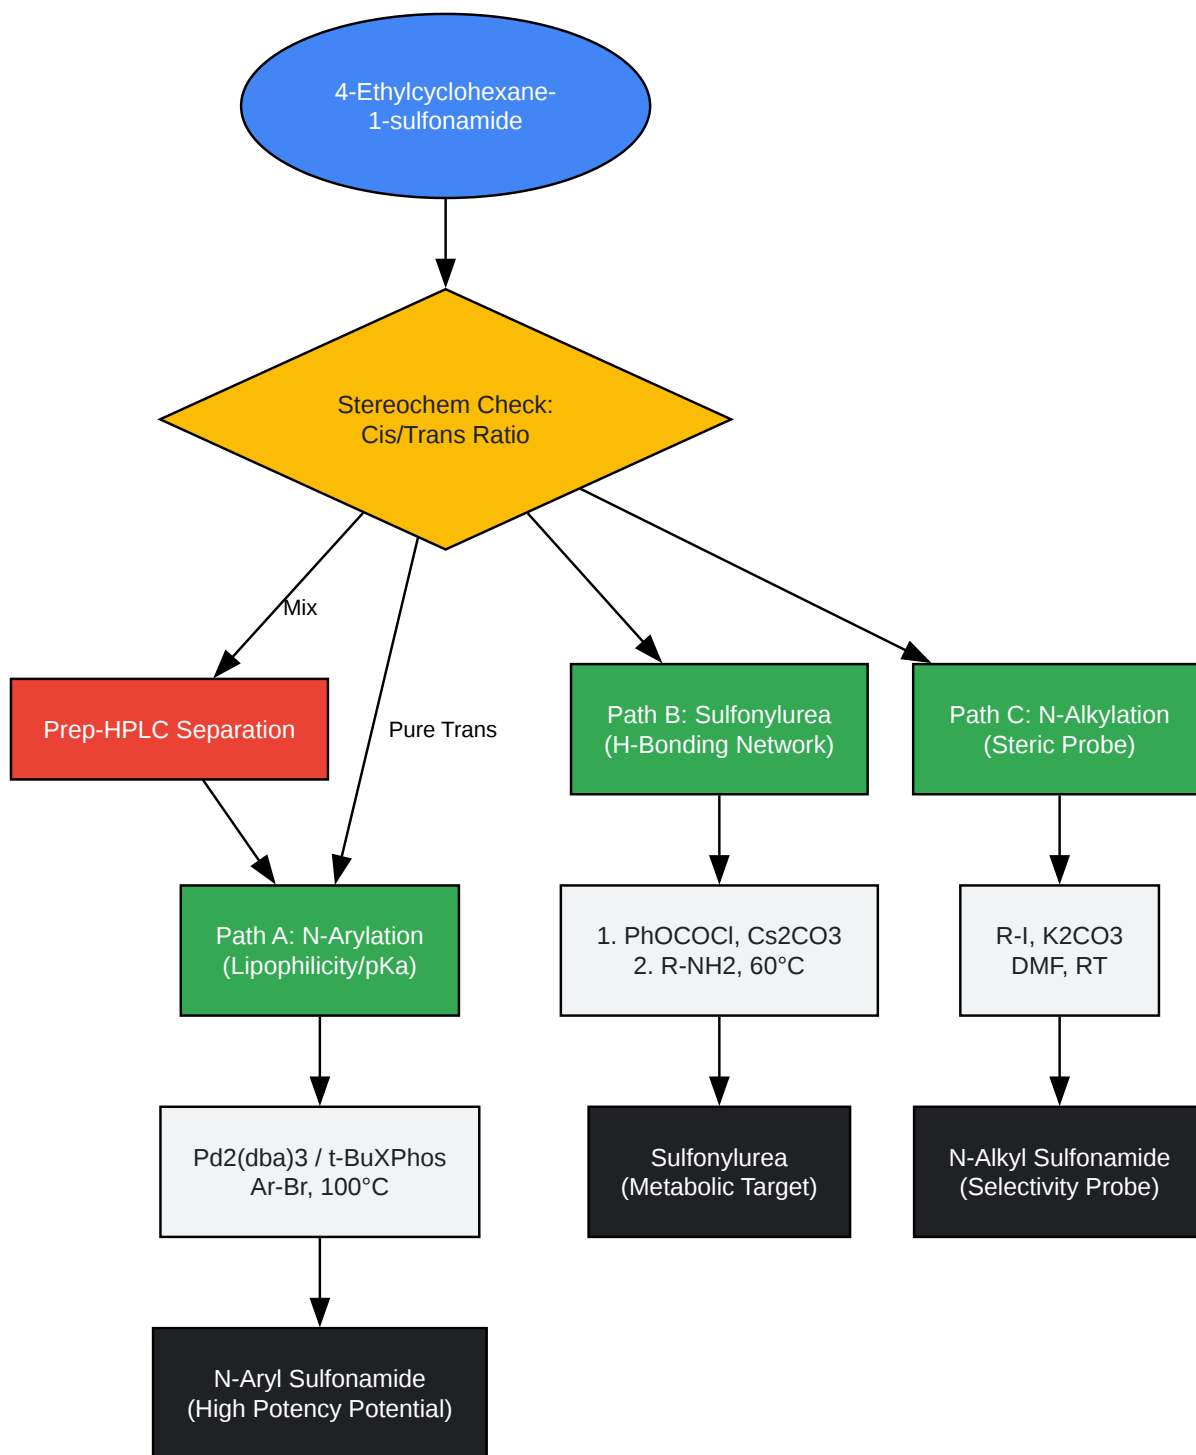 4-Ethylcyclohexane-
1-sulfonamide
Stereochem Check:
Cis/Trans Ratio
Mix
Pure Trans
Prep-HPLC Separation
Path B: Sulfonylurea
(H-Bonding Network)
Path C: N-Alkylation
(Steric Probe)
Path A: N-Arylation
(Lipophilicity/pKa)
1. PhOCOCl, Cs2CO3
2. R-NH2, 60°C
R-I, K2CO3
DMF, RT
Pd2(dba)3 / t-BuXPhos
Ar-Br, 100°C
Sulfonylurea
(Metabolic Target)
N-Alkyl Sulfonamide
(Selectivity Probe)
N-Aryl Sulfonamide
(High Potency Potential)